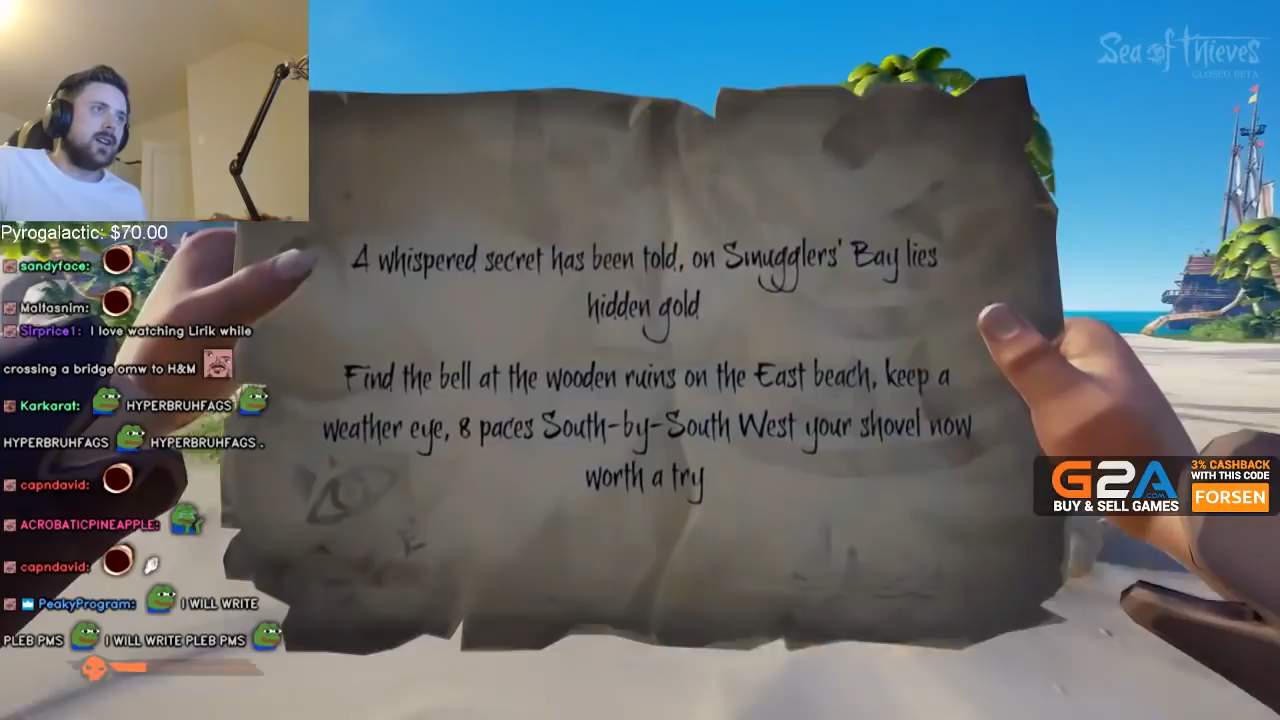 Sea of Thieves
CLOSED BETA
Pyrogalactic: $70.00
sandyface:
Maltasnim:
Sirprice1: I love watching Lirik while
crossing a bridge omw to H&M
Karkarat: HYPERBRUHFAGS
HYPERBRUHFAGS HYPERBRUHFAGS .
capndavid:
ACROBATICPINEAPPLE:
capndavid:
PeakyProgram: I WILL WRITE
PLEB PMS I WILL WRITE PLEB PMS
A whispered secret has been told, on Smugglers' Bay lies
hidden gold
Find the bell at the wooden ruins on the East beach, keep a
weather eye, 8 paces South-by-South West your shovel now
worth a try
G2A.COM
BUY & SELL GAMES
3% CASHBACK
WITH THIS CODE
FORSEN